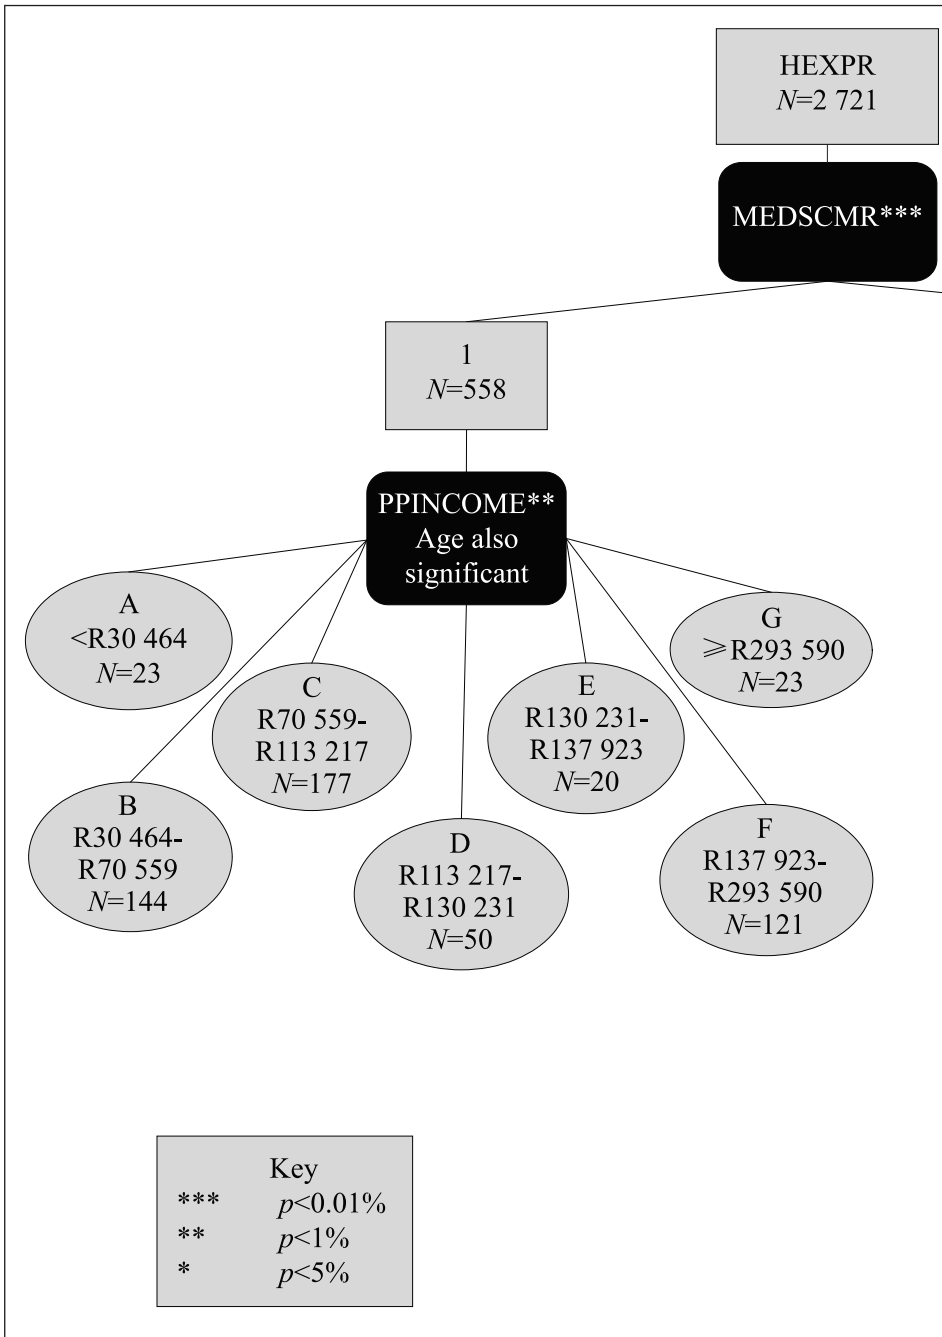 HEXPR
N=2 721
MEDSCMR***
1
N=558
PPINCOME**
Age also
significant
A
<R30 464
N=23
B
R30 464-
R70 559
N=144
C
R70 559-
R113 217
N=177
D
R113 217-
R130 231
N=50
E
R130 231-
R137 923
N=20
F
R137 923-
R293 590
N=121
G
⩾R293 590
N=23
Key
*** p<0.01%
** p<1%
* p<5%